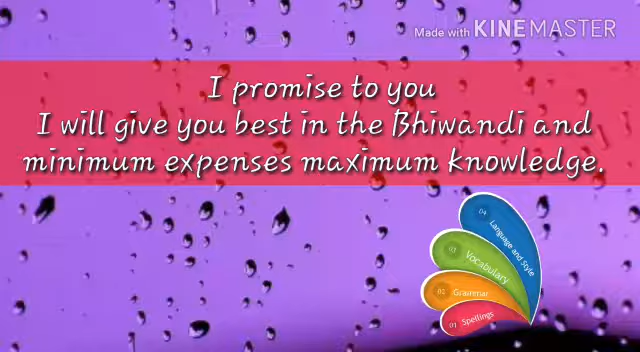 Made with KINEMASTER
I promise to you
I will give you best in the Bhiwandi and
minimum expenses maximum knowledge.
04 Language and Style
03 Vocabulary
02 Grammar
01 Spellings